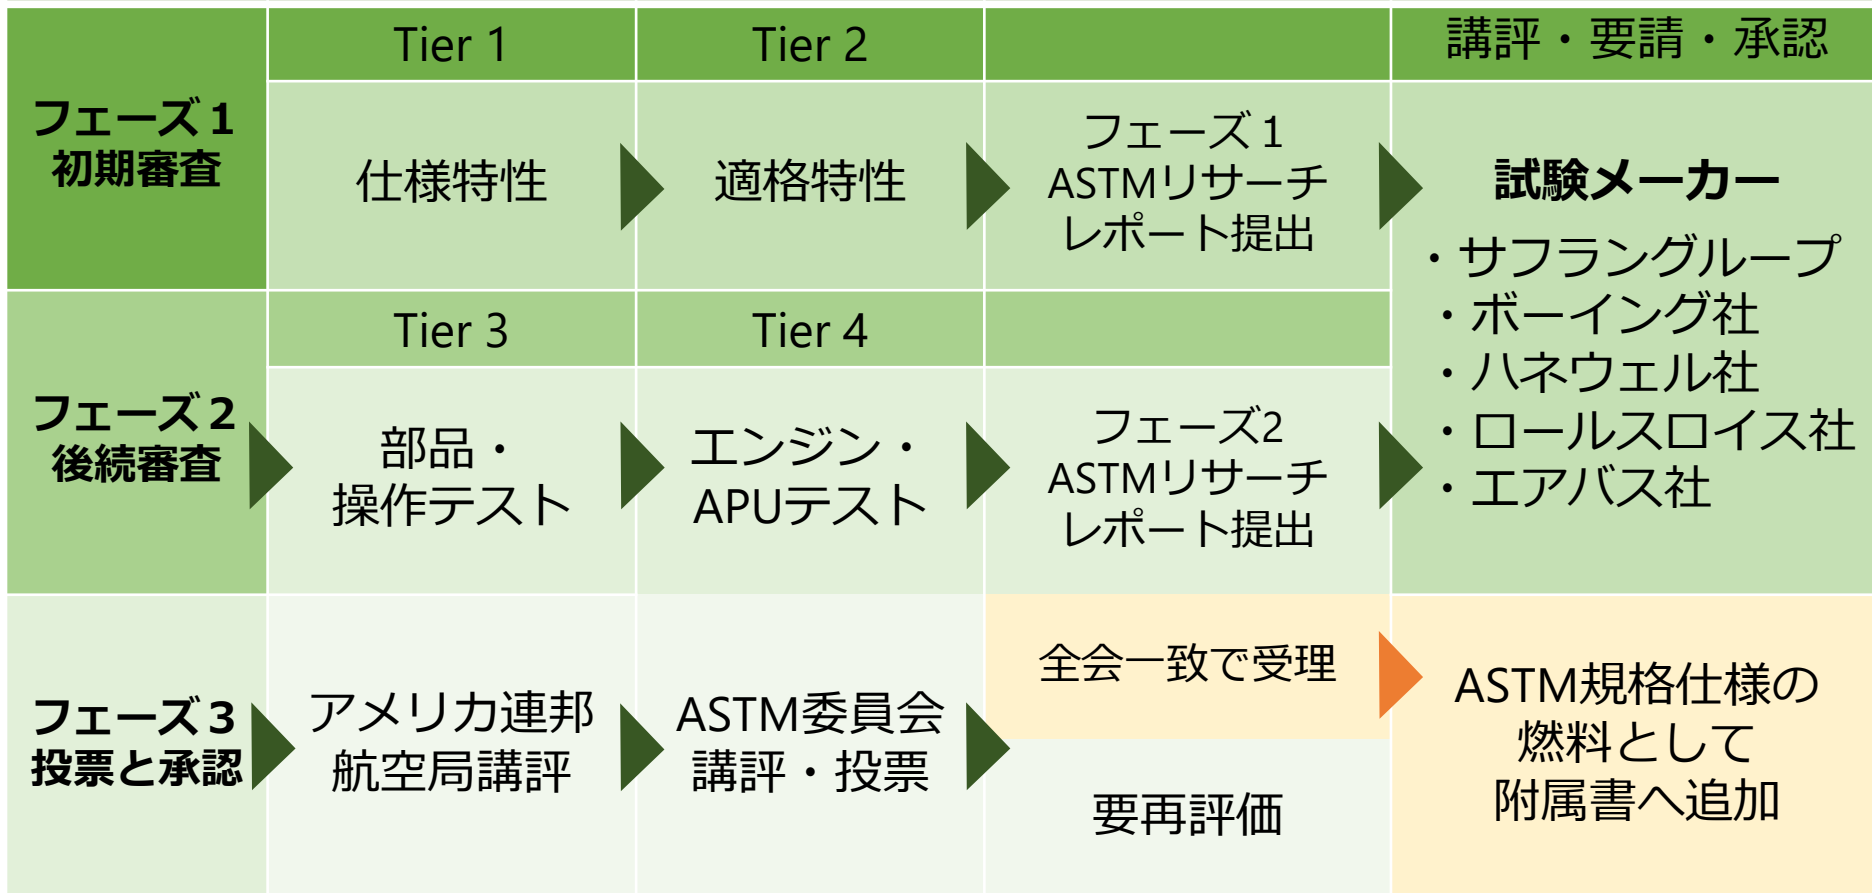 Tier 1
Tier 2
講評・要請・承認
フェーズ１
初期審査
仕様特性
適格特性
フェーズ１
ASTMリサーチ
レポート提出
試験メーカー
・サフラングループ
・ボーイング社
・ハネウェル社
・ロールスロイス社
・エアバス社
Tier 3
Tier 4
フェーズ２
後続審査
部品・
操作テスト
エンジン・
APUテスト
フェーズ2
ASTMリサーチ
レポート提出
フェーズ３
投票と承認
アメリカ連邦
航空局講評
ASTM委員会
講評・投票
全会一致で受理
要再評価
ASTM規格仕様の
燃料として
附属書へ追加